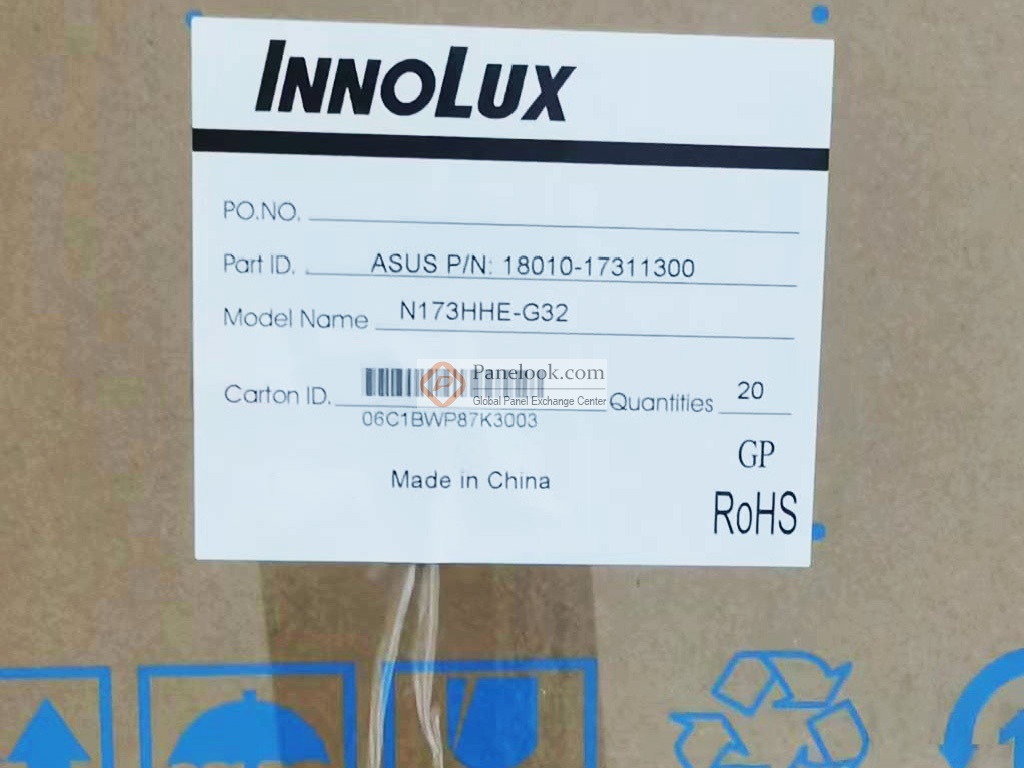 INNOLUX
PO.NO.
Part ID. ASUS P/N: 18010-17311300
Model Name N173HHE-G32
Panelook.com
Global Panel Exchange Center
Carton ID. Quantities 20
06C1BWP87K3003
GP
Made in China
RoHS